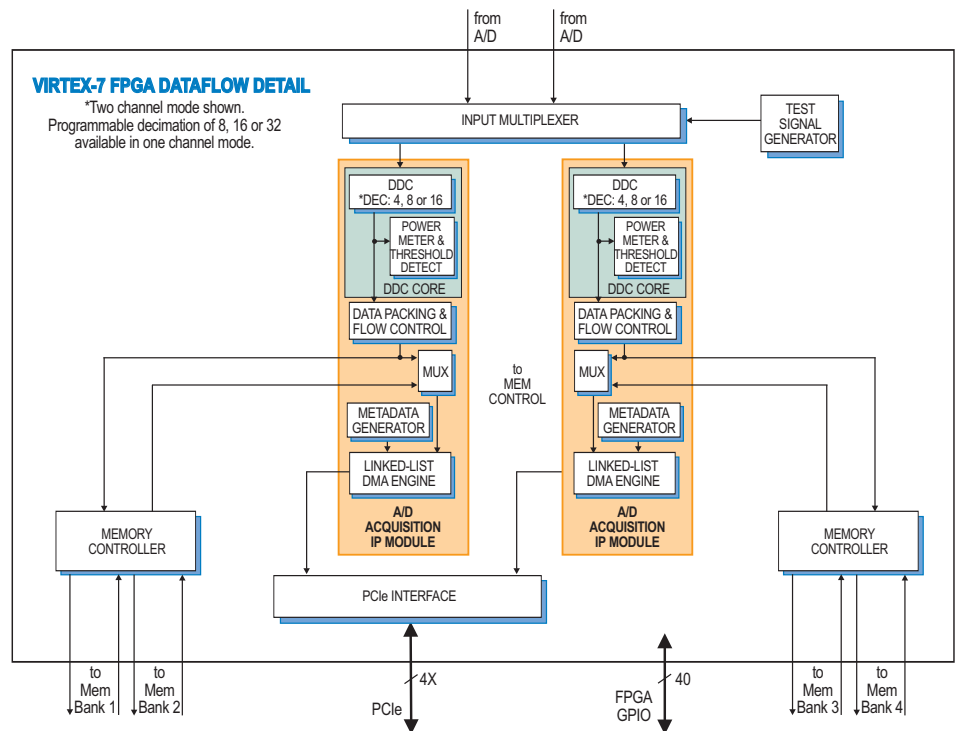 from
A/D
from
A/D
VIRTEX-7 FPGA DATAFLOW DETAIL
*Two channel mode shown.
Programmable decimation of 8, 16 or 32
available in one channel mode.
INPUT MULTIPLEXER
TEST
SIGNAL
GENERATOR
DDC
*DEC: 4, 8 or 16
POWER
METER &
THRESHOLD
DETECT
DDC CORE
DATA PACKING &
FLOW CONTROL
MUX
METADATA
GENERATOR
LINKED-LIST
DMA ENGINE
A/D
ACQUISITION
IP MODULE
to
MEM
CONTROL
DDC
*DEC: 4, 8 or 16
POWER
METER &
THRESHOLD
DETECT
DDC CORE
DATA PACKING &
FLOW CONTROL
MUX
METADATA
GENERATOR
LINKED-LIST
DMA ENGINE
A/D
ACQUISITION
IP MODULE
MEMORY
CONTROLLER
MEMORY
CONTROLLER
PCIe INTERFACE
to
Mem
Bank 1
to
Mem
Bank 2
4X
PCIe
40
FPGA
GPIO
to
Mem
Bank 3
to
Mem
Bank 4